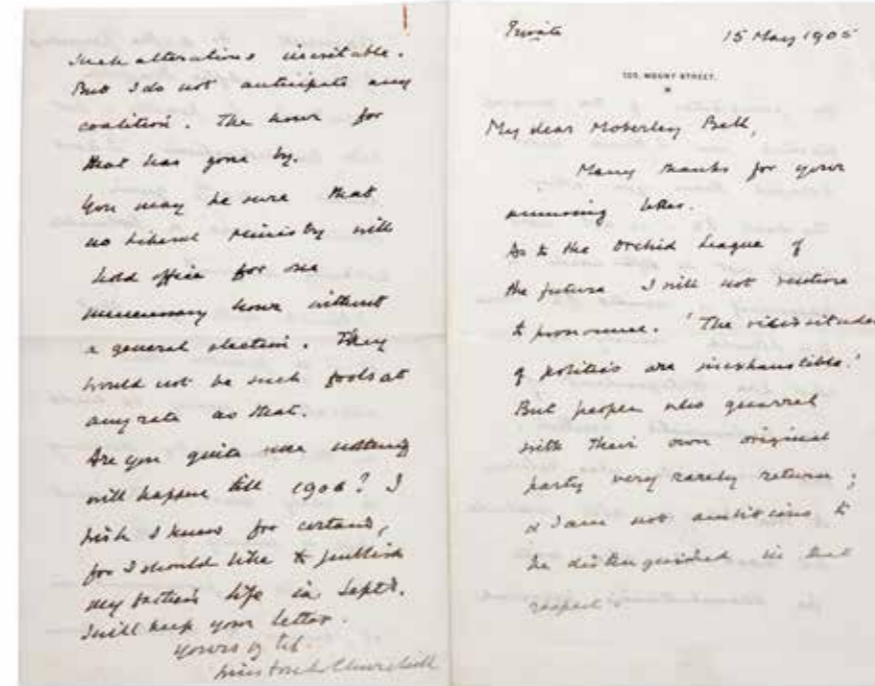 Private
15 May 1905
105, MOUNT STREET.
My dear Moberley Bell,
Many thanks for your
amusing letter.
As to the Orchid League of
the future I will not venture
to pronounce. 'The vicissitudes
of politics are inexhaustible.'
But people who quarrel
with their own original
party very rarely return;
& I am not ambitious to
be distinguished in that
respect.
such alterations inevitable.
But I do not anticipate any
coalition. The hour for
that has gone by.
You may be sure that
no Liberal ministry will
hold office for one
unnecessary hour without
a general election. They
would not be such fools at
any rate as that.
Are you quite sure nothing
will happen till 1906? I
wish I knew for certain,
for I should like to publish
my father's life in Septr.
I will keep your letter.
Yours
Winston S. Churchill